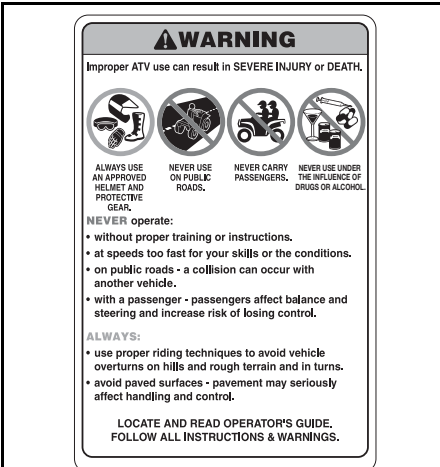 WARNING
Improper ATV use can result in SEVERE INJURY or DEATH.
ALWAYS USE
AN APPROVED
HELMET AND
PROTECTIVE
GEAR.
NEVER USE
ON PUBLIC
ROADS.
NEVER CARRY
PASSENGERS.
NEVER USE UNDER
THE INFLUENCE OF
DRUGS OR ALCOHOL.
NEVER operate:
• without proper training or instructions.
• at speeds too fast for your skills or the conditions.
• on public roads - a collision can occur with
another vehicle.
• with a passenger - passengers affect balance and
steering and increase risk of losing control.
ALWAYS:
• use proper riding techniques to avoid vehicle
overturns on hills and rough terrain and in turns.
• avoid paved surfaces - pavement may seriously
affect handling and control.
LOCATE AND READ OPERATOR'S GUIDE.
FOLLOW ALL INSTRUCTIONS & WARNINGS.